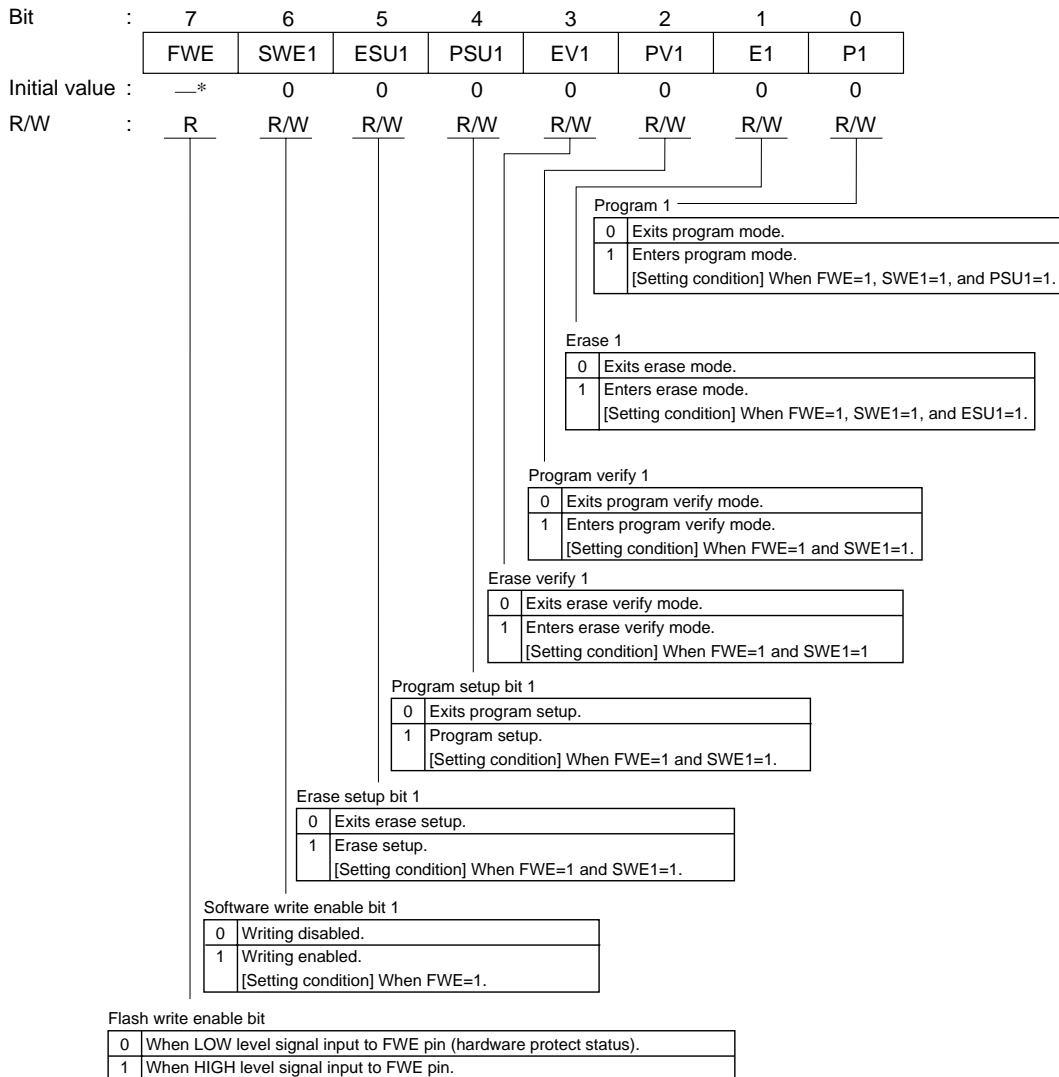 Bit : 7 6 5 4 3 2 1 0
FWE SWE1 ESU1 PSU1 EV1 PV1 E1 P1
Initial value : —* 0 0 0 0 0 0 0
R/W : R R/W R/W R/W R/W R/W R/W R/W
Program 1
0 Exits program mode.
1 Enters program mode.
[Setting condition] When FWE=1, SWE1=1, and PSU1=1.
Erase 1
0 Exits erase mode.
1 Enters erase mode.
[Setting condition] When FWE=1, SWE1=1, and ESU1=1.
Program verify 1
0 Exits program verify mode.
1 Enters program verify mode.
[Setting condition] When FWE=1 and SWE1=1.
Erase verify 1
0 Exits erase verify mode.
1 Enters erase verify mode.
[Setting condition] When FWE=1 and SWE1=1
Program setup bit 1
0 Exits program setup.
1 Program setup.
[Setting condition] When FWE=1 and SWE1=1.
Erase setup bit 1
0 Exits erase setup.
1 Erase setup.
[Setting condition] When FWE=1 and SWE1=1.
Software write enable bit 1
0 Writing disabled.
1 Writing enabled.
[Setting condition] When FWE=1.
Flash write enable bit
0 When LOW level signal input to FWE pin (hardware protect status).
1 When HIGH level signal input to FWE pin.